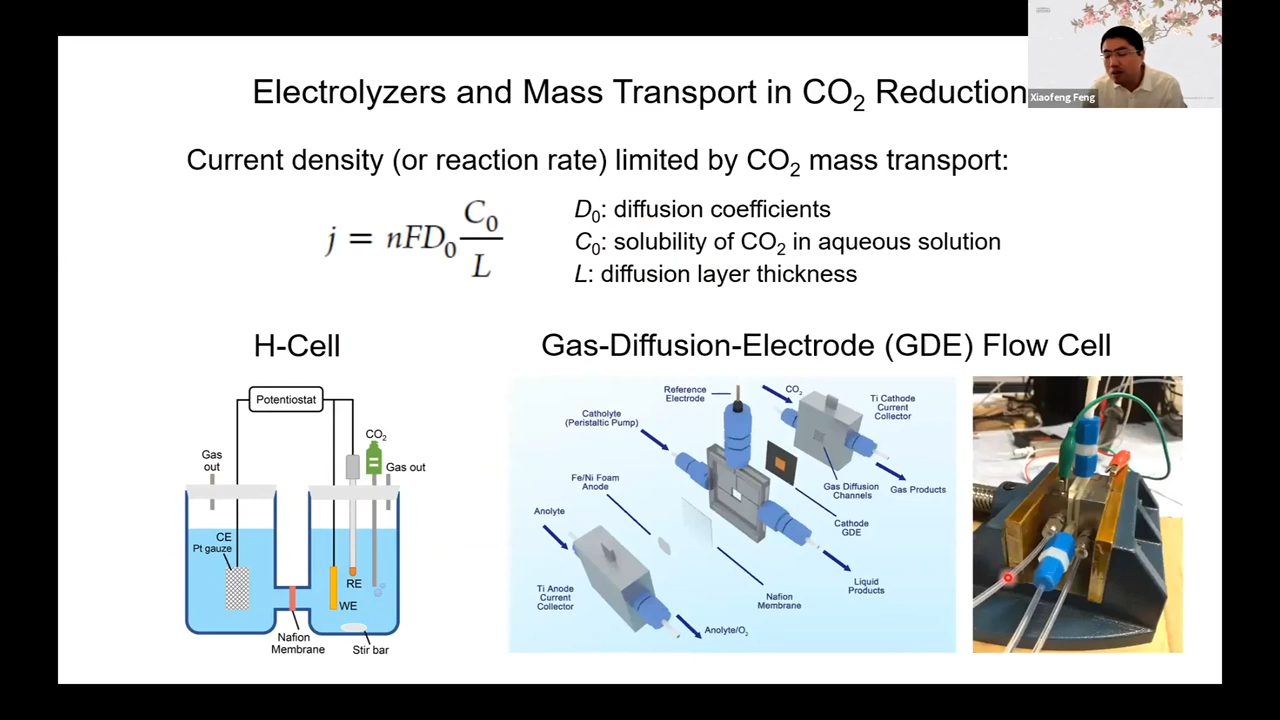 Xiaofeng Feng
Electrolyzers and Mass Transport in CO₂ Reduction
Current density (or reaction rate) limited by CO₂ mass transport:
j = nFD₀ C₀/L
D₀: diffusion coefficients
C₀: solubility of CO₂ in aqueous solution
L: diffusion layer thickness
H-Cell
Gas-Diffusion-Electrode (GDE) Flow Cell
Potentiostat
CO₂
Gas
out
Gas out
CE
Pt gauze
RE
WE
Nafion
Membrane
Stir bar
Reference
Electrode
CO₂
Ti Cathode
Current
Collector
Catholyte
(Peristaltic Pump)
Fe/Ni Foam
Anode
Gas Diffusion
Channels
Gas Products
Anolyte
Cathode
GDE
Ti Anode
Current
Collector
Nafion
Membrane
Liquid
Products
Anolyte/O₂